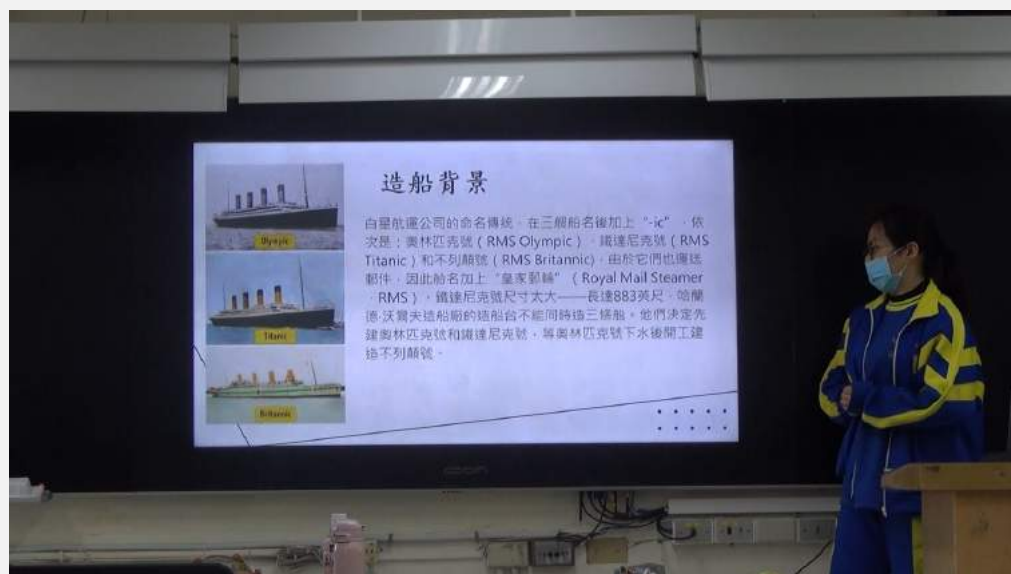 造船背景
白星航運公司的命名傳統，在三艘船名後加上 "-ic" ，依
次是：奧林匹克號（RMS Olympic）、鐵達尼克號（RMS
Titanic）和不列顛號（RMS Britannic)，由於它們也運送
郵件，因此船名加上 "皇家郵輪" （Royal Mail Steamer
，RMS）。鐵達尼克號尺寸太大——長達883英尺，哈蘭
德·沃爾夫造船廠的造船台不能同時造三條船。他們決定先
建奧林匹克號和鐵達尼克號，等奧林匹克號下水後開工建
造不列顛號。
Olympic
Titanic
Britannic